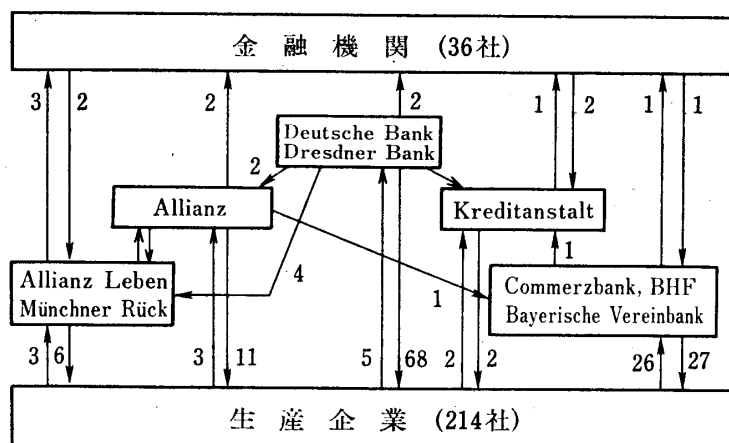 金融機関 (36社)
3 2 2 2 1 2 1 1
Deutsche Bank
Dresdner Bank
2
Allianz
Kreditanstalt
Allianz Leben
Münchner Rück
4
1
1
Commerzbank, BHF
Bayerische Vereinbank
3 6 3 11 5 68 2 2 26 27
生産企業 (214社)